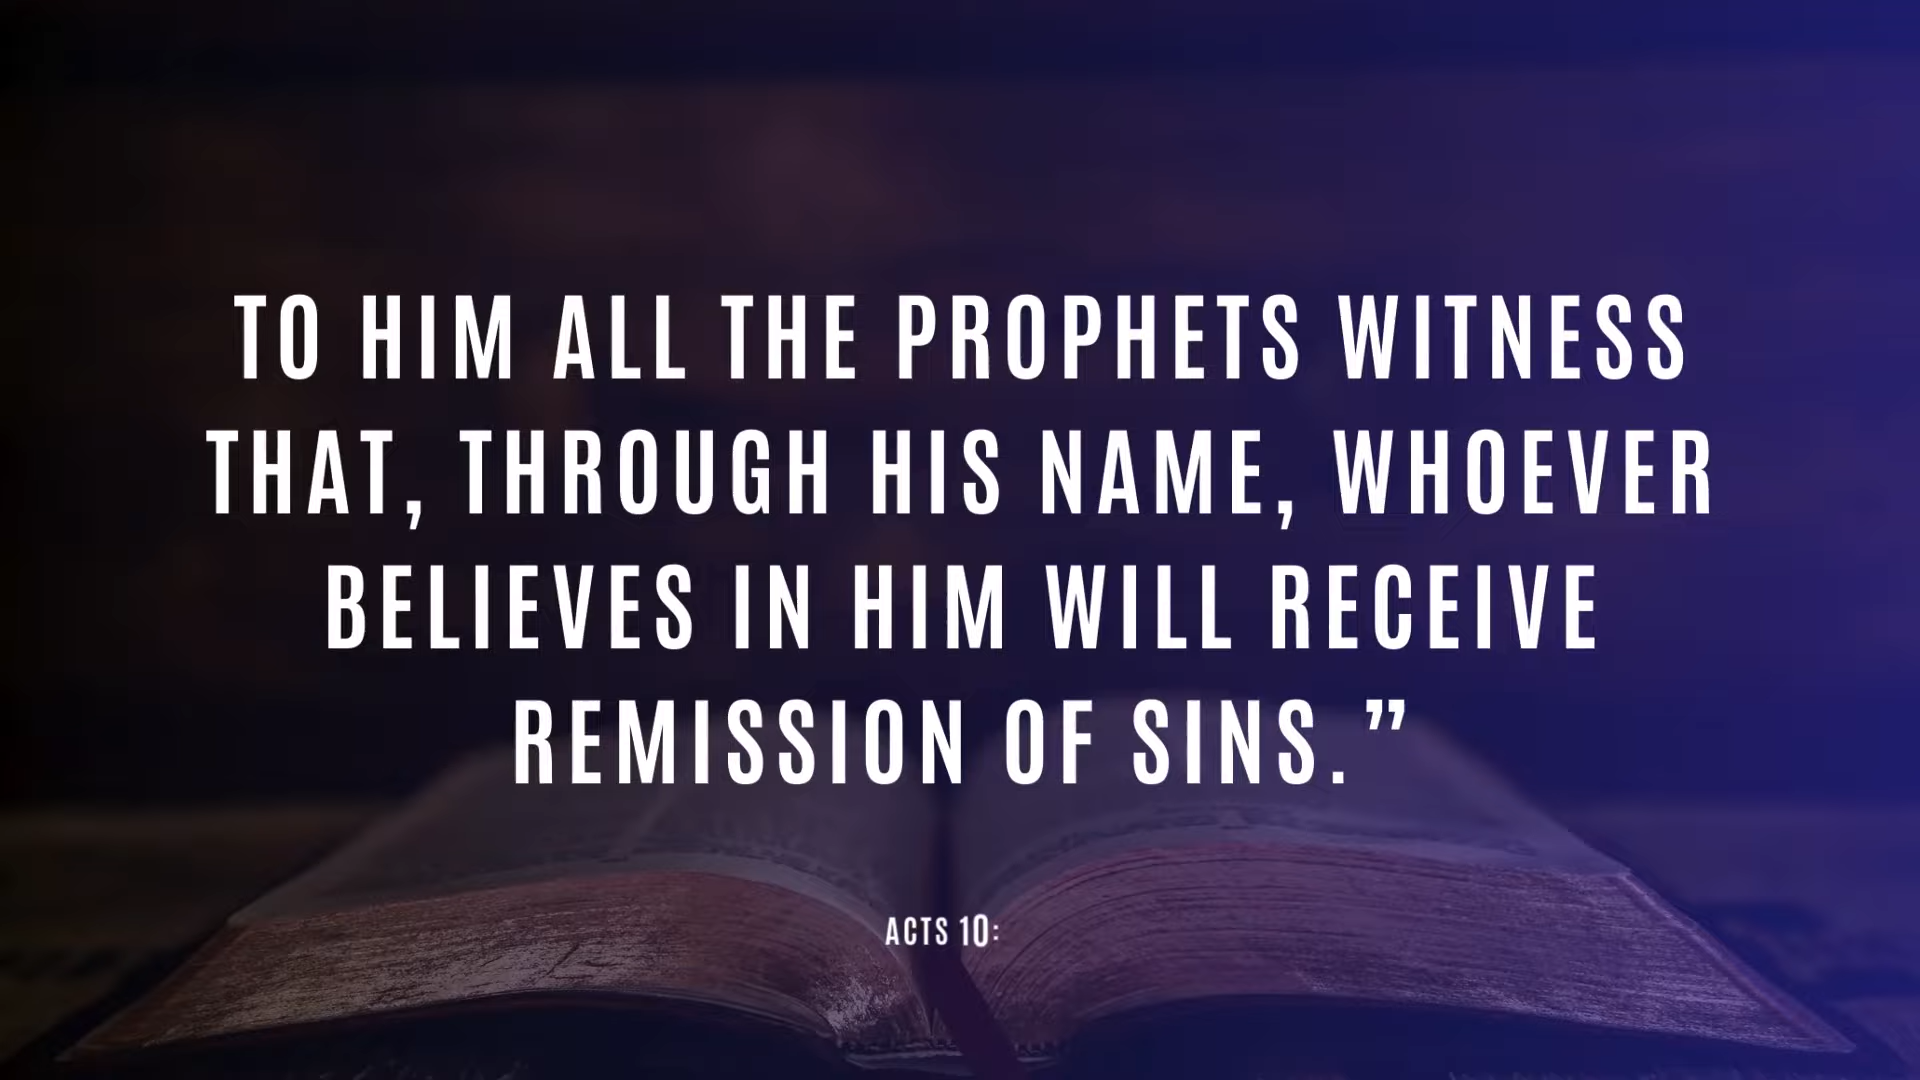 TO HIM ALL THE PROPHETS WITNESS
THAT, THROUGH HIS NAME, WHOEVER
BELIEVES IN HIM WILL RECEIVE
REMISSION OF SINS.”
ACTS 10: